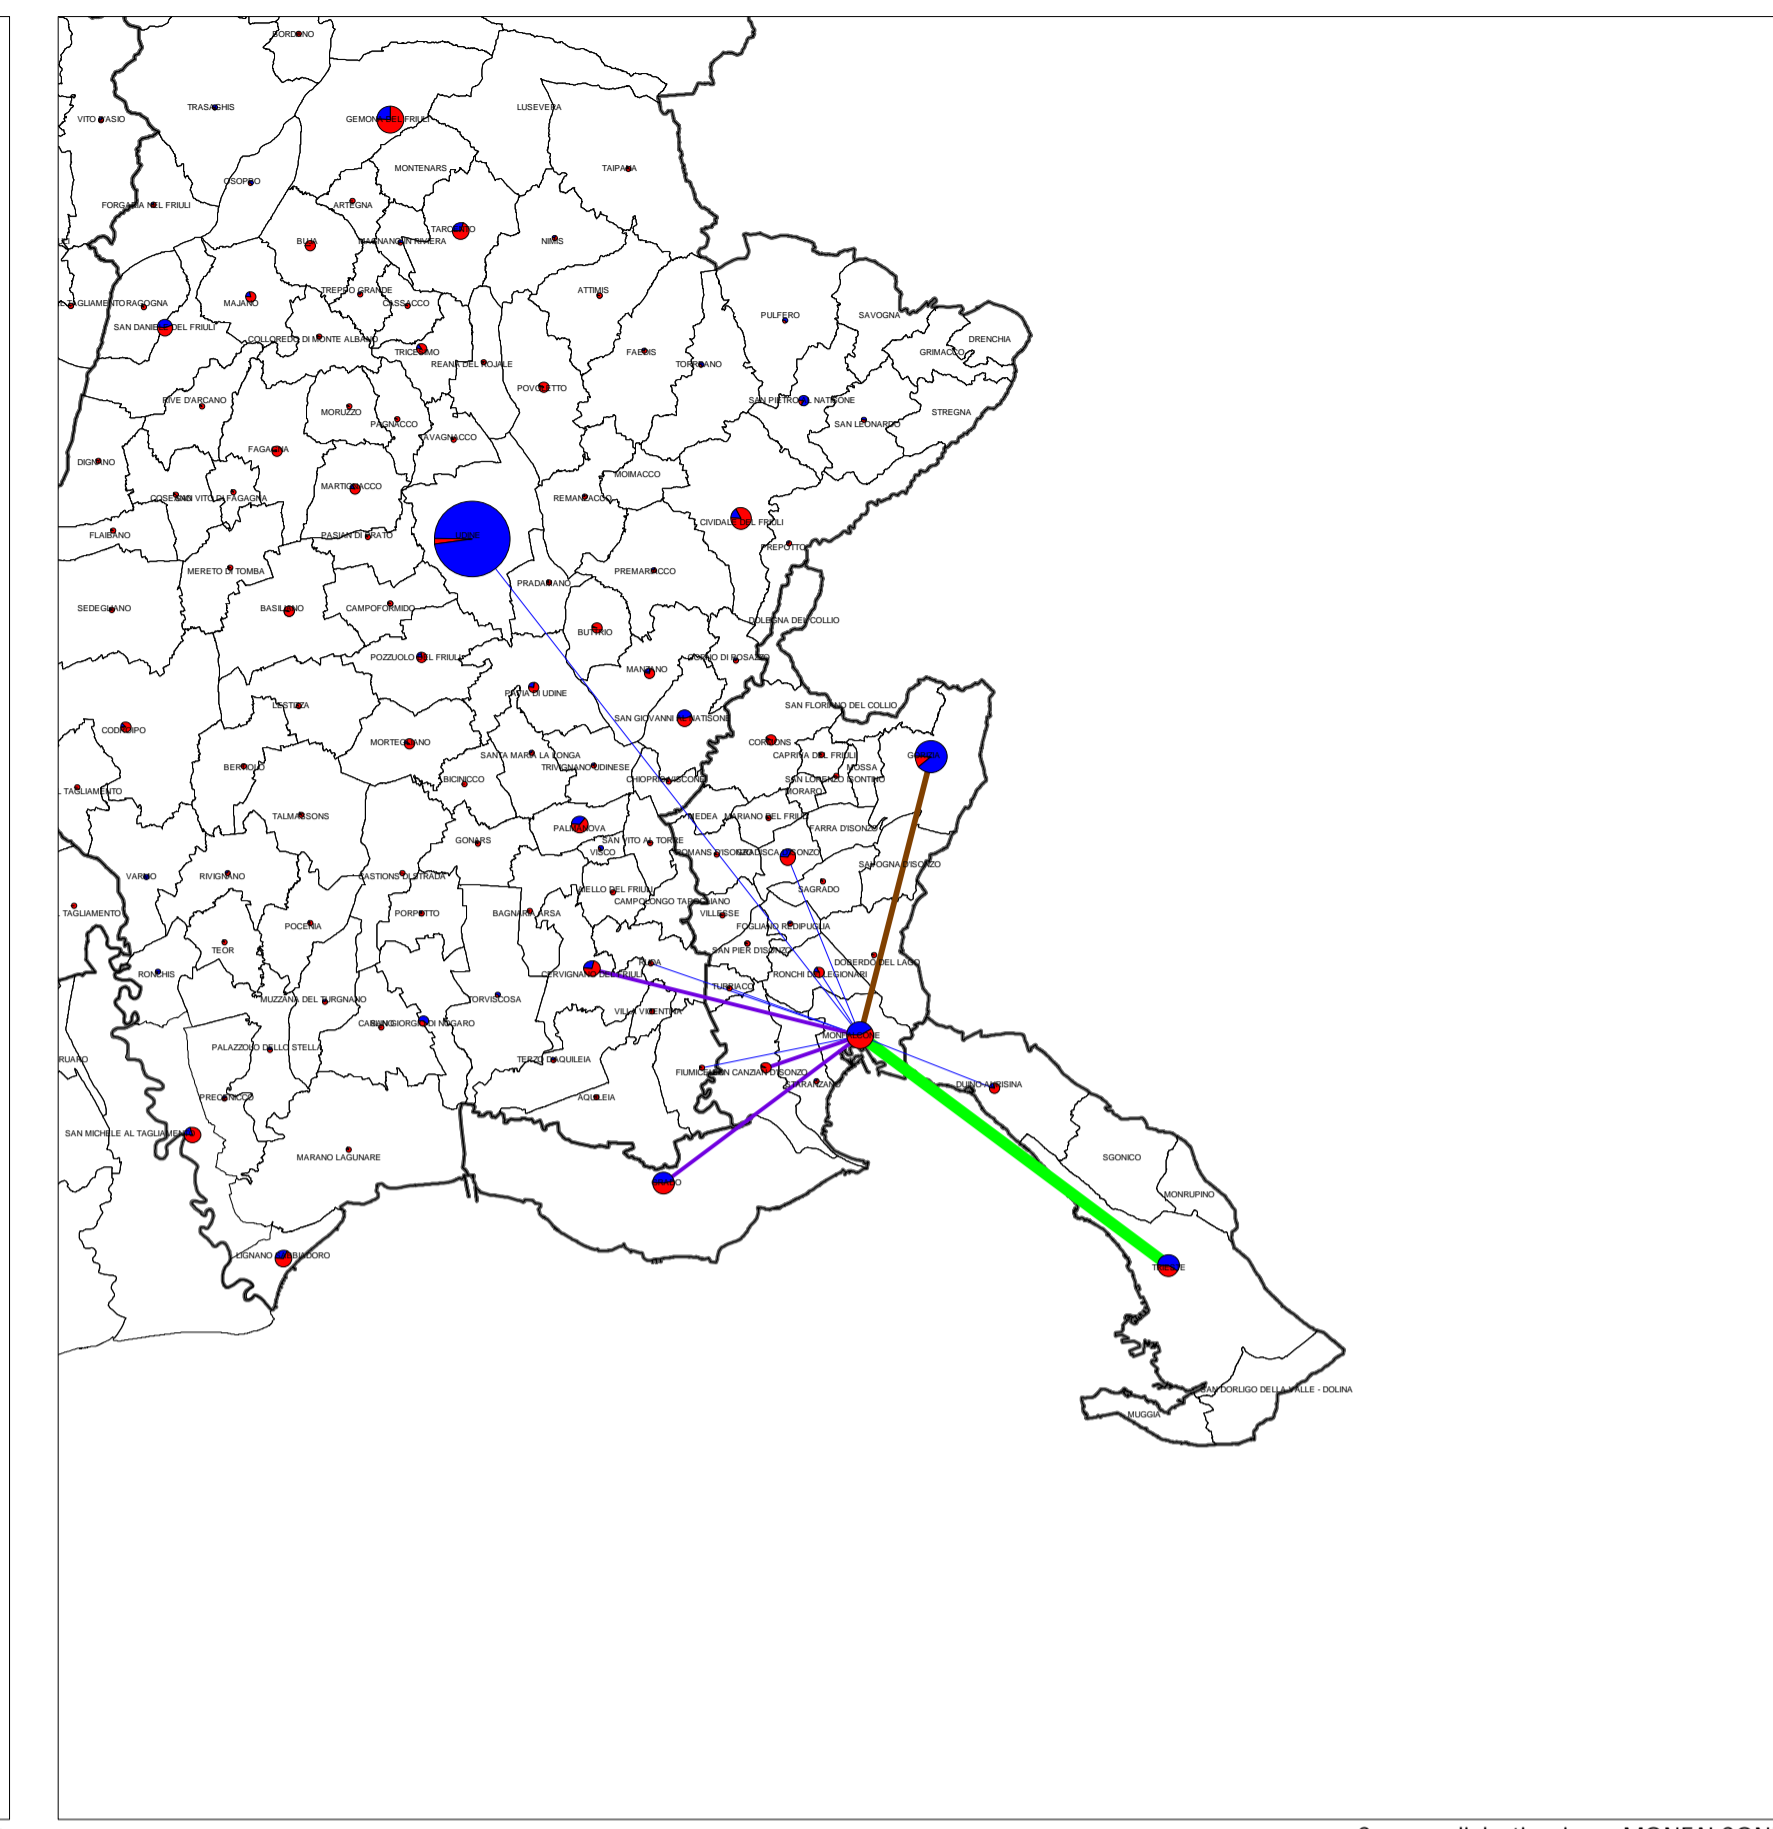 BORDANO
TRASAGHIS
LUSEVERA
VITO D'ASIO
GEMONA DEL FRIULI
MONTENARS
TAIPANA
OSOPPO
FORGARIA NEL FRIULI
ARTEGNA
TARCENTO
BUJA
MAGNANO IN RIVIERA
NIMIS
TREPPO GRANDE
ATTIMIS
L TAGLIAMENTO
RAGOGNA
MAJANO
CASSACCO
PULFERO
SAVOGNA
SAN DANIELE DEL FRIULI
COLLOREDO DI MONTE ALBANO
DRENCHIA
TRICESIMO
FAEDIS
GRIMACCO
REANA DEL ROJALE
TORREANO
POVOLETTO
RIVE D'ARCANO
SAN PIETRO AL NATISONE
MORUZZO
STREGNA
PAGNACCO
SAN LEONARDO
TAVAGNACCO
FAGAGNA
DIGNANO
MOIMACCO
MARTIGNACCO
COSEANO
SAN VITO DI FAGAGNA
REMANZACCO
CIVIDALE DEL FRIULI
FLAIBANO
PASIAN DI PRATO
UDINE
PREPOTTO
MERETO DI TOMBA
PREMARIACCO
PRADAMANO
SEDEGLIANO
BASILIANO
CAMPOFORMIDO
DOLEGNA DEL COLLIO
BUTTRIO
POZZUOLO DEL FRIULI
CORNO DI ROSAZZO
MANZANO
PAVIA DI UDINE
LESTIZZA
SAN FLORIANO DEL COLLIO
SAN GIOVANNI AL NATISONE
CODROIPO
MORTEGLIANO
CORMONS
SANTA MARIA LA LONGA
CAPRIVA DEL FRIULI
GORIZIA
BERTIOLO
TRIVIGNANO UDINESE
MOSSA
BICINICCO
CHIOPRIS VISCONE
SAN LORENZO ISONTINO
L TAGLIAMENTO
MORARO
TALMASSONS
MEDEA
MARIANO DEL FRIULI
PALMANOVA
FARRA D'ISONZO
GONARS
SAN VITO AL TORRE
VISCO
ROMANS D'ISONZO
GRADISCA D'ISONZO
SAVOGNA D'ISONZO
VARMO
RIVIGNANO
CASTIONS DI STRADA
AIELLO DEL FRIULI
SAGRADO
CAMPOLONGO TAPOGLIANO
L TAGLIAMENTO
PORPETTO
BAGNARIA ARSA
VILLESSE
POCENIA
FOGLIANO REDIPUGLIA
TEOR
SAN PIER D'ISONZO
RUDA
DOBERDO DEL LAGO
RONCHIS
CERVIGNANO DEL FRIULI
RONCHI DEI LEGIONARI
TURRIACO
MUZZANA DEL TURGNANO
TORVISCOSA
VILLA VICENTINA
CARLINO
SAN GIORGIO DI NOGARO
MONFALCONE
PALAZZOLO DELLO STELLA
RUARO
TERZO D'AQUILEIA
FIUMICELLO
SAN CANZIAN D'ISONZO
STARANZANO
DUINO-AURISINA
PRECENICCO
AQUILEIA
SAN MICHELE AL TAGLIAMENTO
MARANO LAGUNARE
SGONICO
GRADO
MONRUPINO
LIGNANO SABBIADORO
TRIESTE
SAN DORLIGO DELLA VALLE - DOLINA
MUGGIA